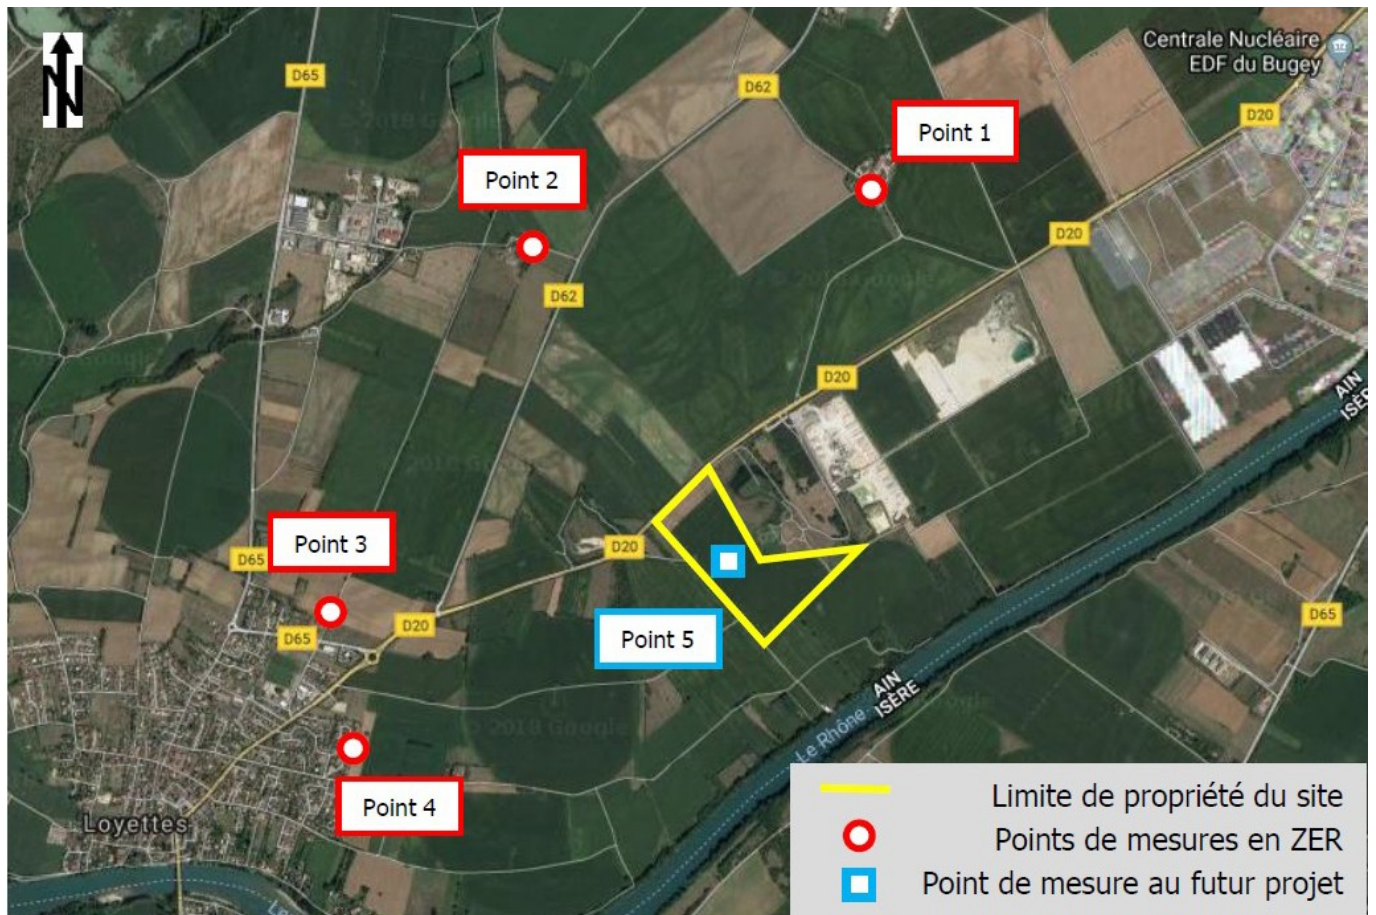 N
D65
D62
Centrale Nucléaire
EDF du Bugey
D20
Point 1
Point 2
D20
D62
D20
Point 3
D65
D20
D65
D20
Point 5
D65
AIN
AIN
ISÈRE
Le Rhône
Point 4
Loyettes
© 2018 Google
Limite de propriété du site
Points de mesures en ZER
Point de mesure au futur projet